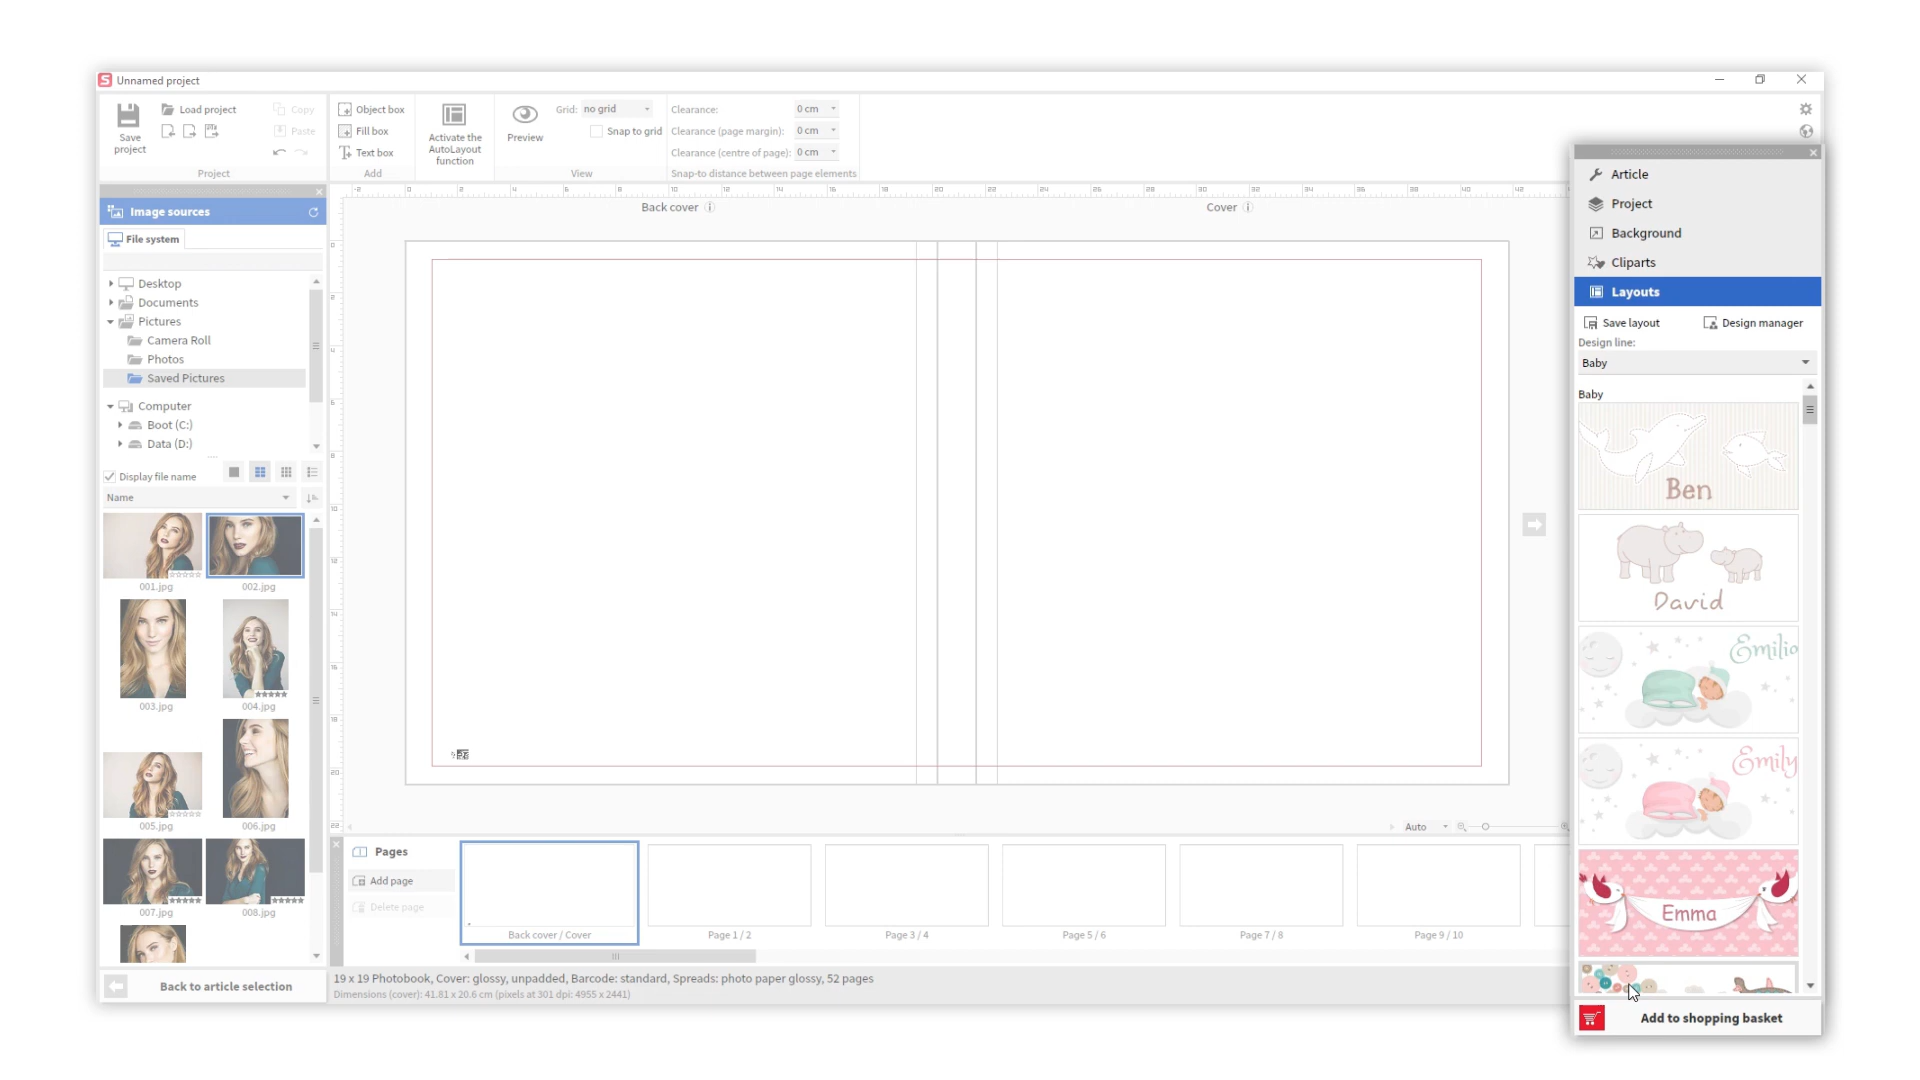 Unnamed project
Save project
Load project
Copy
Paste
Project
Object box
Fill box
Text box
Add
Activate the
AutoLayout
function
Preview
Grid: no grid
Snap to grid
View
Clearance: 0 cm
Clearance (page margin): 0 cm
Clearance (centre of page): 0 cm
Snap-to distance between page elements
Image sources
File system
Desktop
Documents
Pictures
Camera Roll
Photos
Saved Pictures
Computer
Boot (C:)
Data (D:)
Display file name
Name
001.jpg
002.jpg
003.jpg
004.jpg
005.jpg
006.jpg
007.jpg
008.jpg
Back to article selection
Back cover
Cover
Auto
Pages
Add page
Delete page
Back cover / Cover
Page 1 / 2
Page 3 / 4
Page 5 / 6
Page 7 / 8
Page 9 / 10
19 x 19 Photobook, Cover: glossy, unpadded, Barcode: standard, Spreads: photo paper glossy, 52 pages
Dimensions (cover): 41.81 x 20.6 cm (pixels at 301 dpi: 4955 x 2441)
Article
Project
Background
Cliparts
Layouts
Save layout
Design manager
Design line:
Baby
Baby
Ben
David
Emilio
Emily
Emma
Add to shopping basket